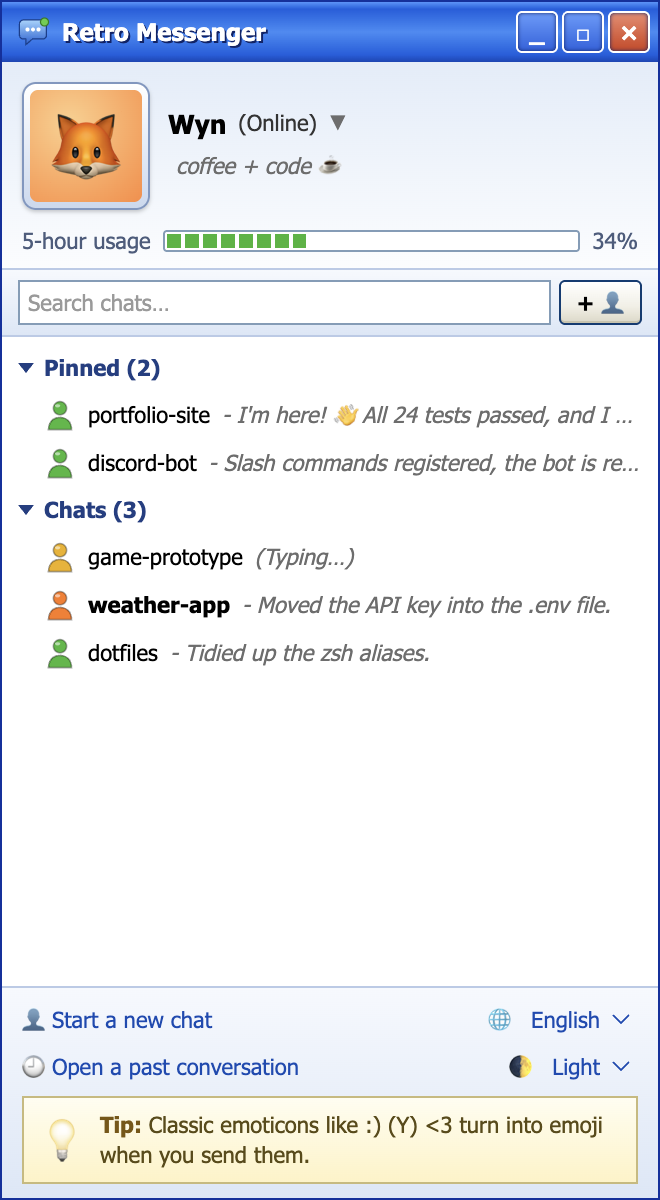 Retro Messenger
Wyn (Online)
coffee + code
5-hour usage 34%
Search chats...
+
Pinned (2)
portfolio-site - I'm here! 👋 All 24 tests passed, and I ...
discord-bot - Slash commands registered, the bot is re...
Chats (3)
game-prototype (Typing...)
weather-app - Moved the API key into the .env file.
dotfiles - Tidied up the zsh aliases.
Start a new chat
English
Open a past conversation
Light
Tip: Classic emoticons like :) (Y) <3 turn into emoji
when you send them.